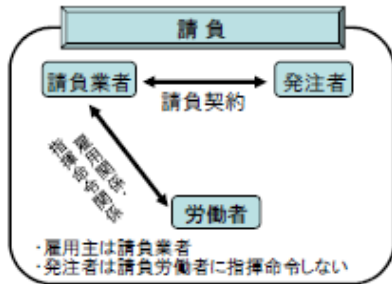 請負
請負業者
発注者
請負契約
雇用関係・
指揮命令関係
労働者
・雇用主は請負業者
・発注者は請負労働者に指揮命令しない